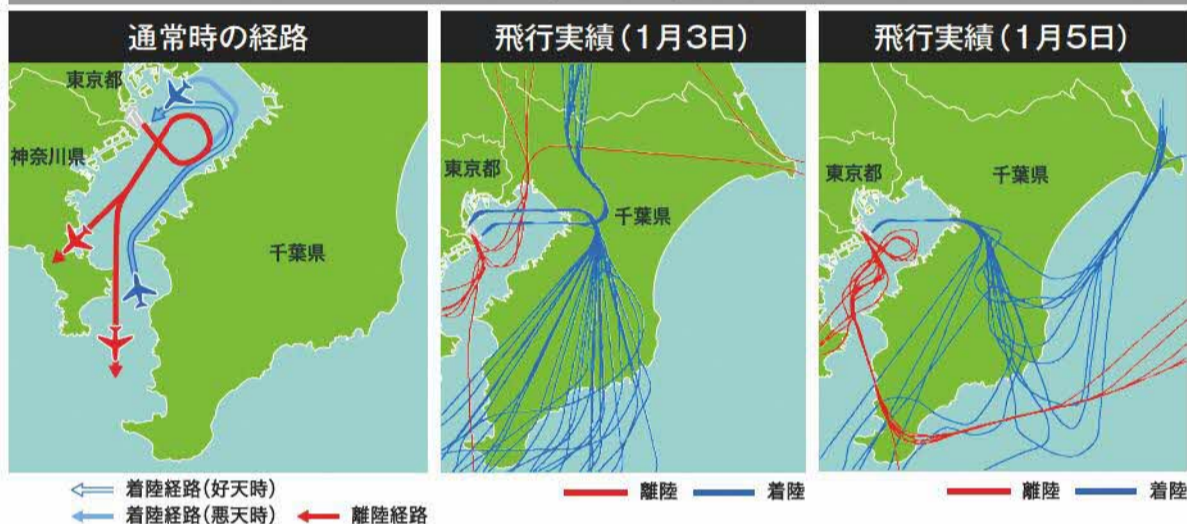 通常時の経路
東京都
神奈川県
千葉県
着陸経路(好天時)
着陸経路(悪天時)
離陸経路
飛行実績(1月3日)
東京都
千葉県
離陸
着陸
飛行実績(1月5日)
東京都
千葉県
離陸
着陸